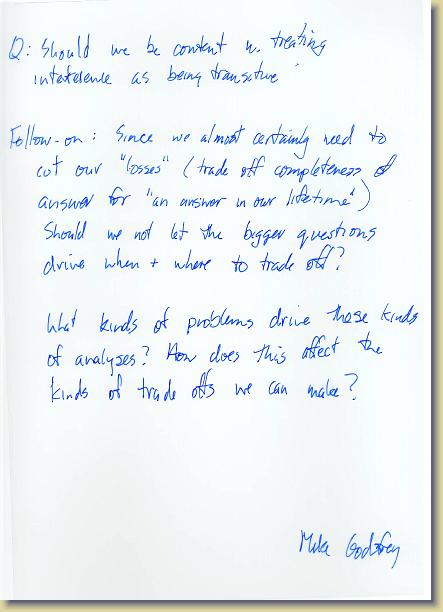 Q: Should we be content w. treating
interference as being transitive
Follow-on: Since we almost certainly need to
cut our "losses" (trade off completeness of
answer for "an answer in our lifetime")
Should we not let the bigger questions
drive when + where to trade off?
What kinds of problems drive these kinds
of analyses? How does this affect the
kinds of trade offs we can make?
Mike Godfrey